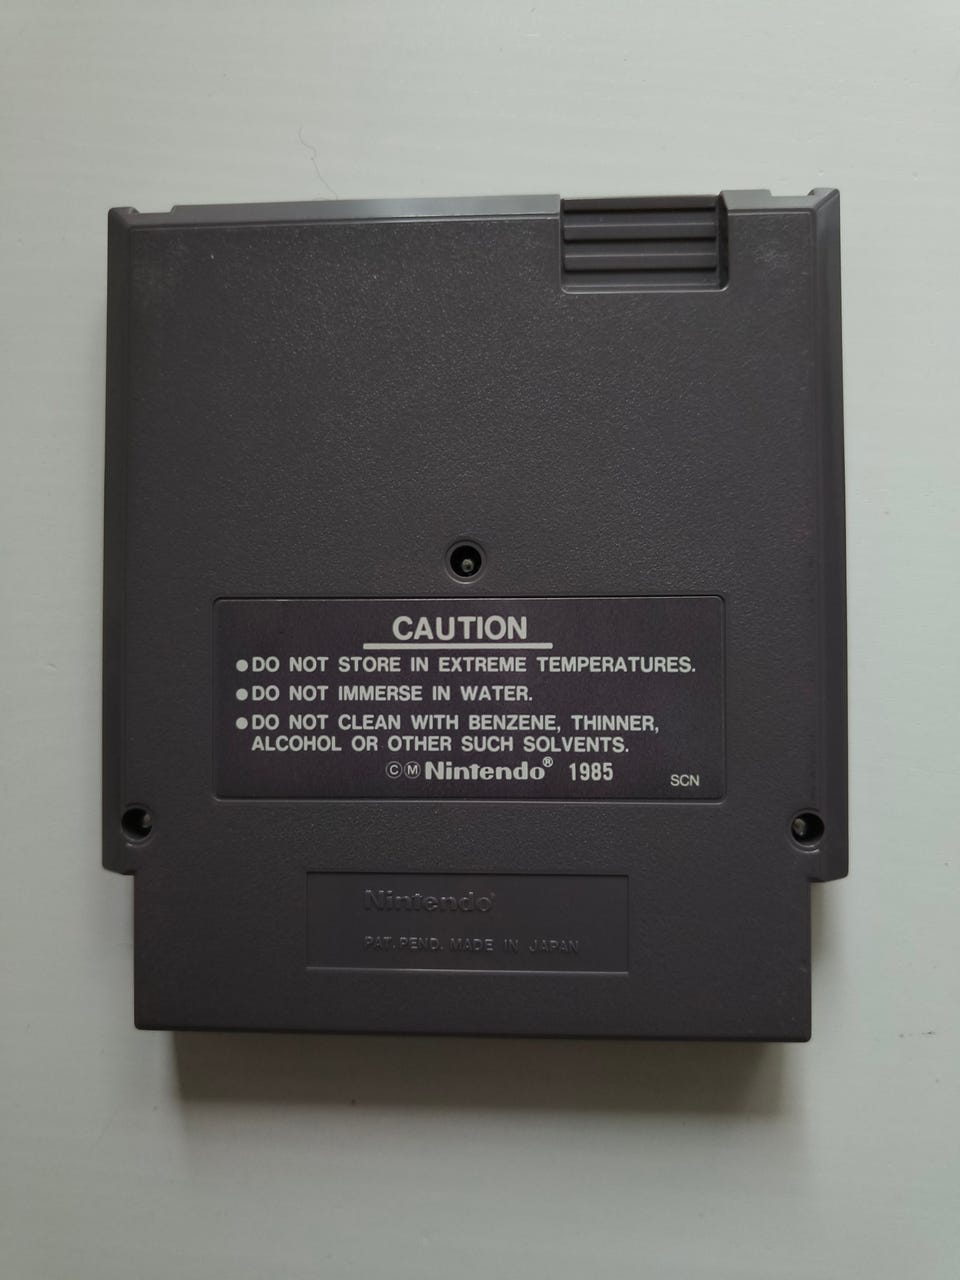 CAUTION
●DO NOT STORE IN EXTREME TEMPERATURES.
●DO NOT IMMERSE IN WATER.
●DO NOT CLEAN WITH BENZENE, THINNER,
ALCOHOL OR OTHER SUCH SOLVENTS.
ⒸⓂNintendo® 1985
SCN
Nintendo®
PAT. PEND. MADE IN JAPAN